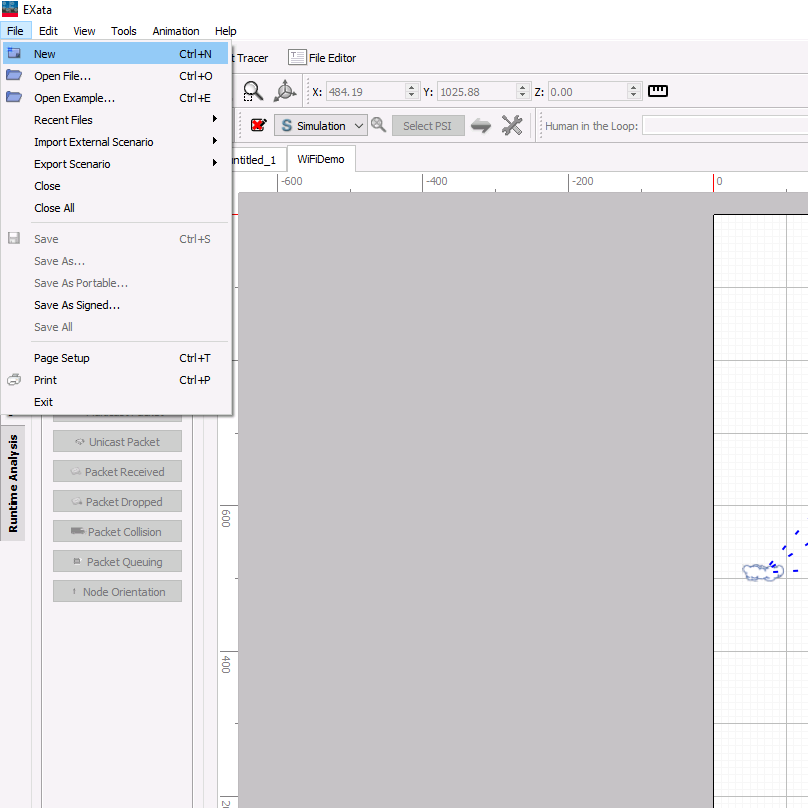 EXata
File Edit View Tools Animation Help
New Ctrl+N
Tracer
File Editor
Open File... Ctrl+O
Open Example... Ctrl+E
X: 484.19 Y: 1025.88 Z: 0.00
Recent Files
S Simulation Select PSI Human in the Loop:
Import External Scenario
Export Scenario
ntitled_1 WiFiDemo
Close
-600 -400 -200 0
Close All
Save Ctrl+S
Save As...
Save As Portable...
Save As Signed...
Save All
Page Setup Ctrl+T
Print Ctrl+P
Exit
Runtime Analysis
Unicast Packet
Packet Received
Packet Dropped
Packet Collision
Packet Queuing
Node Orientation
600
400